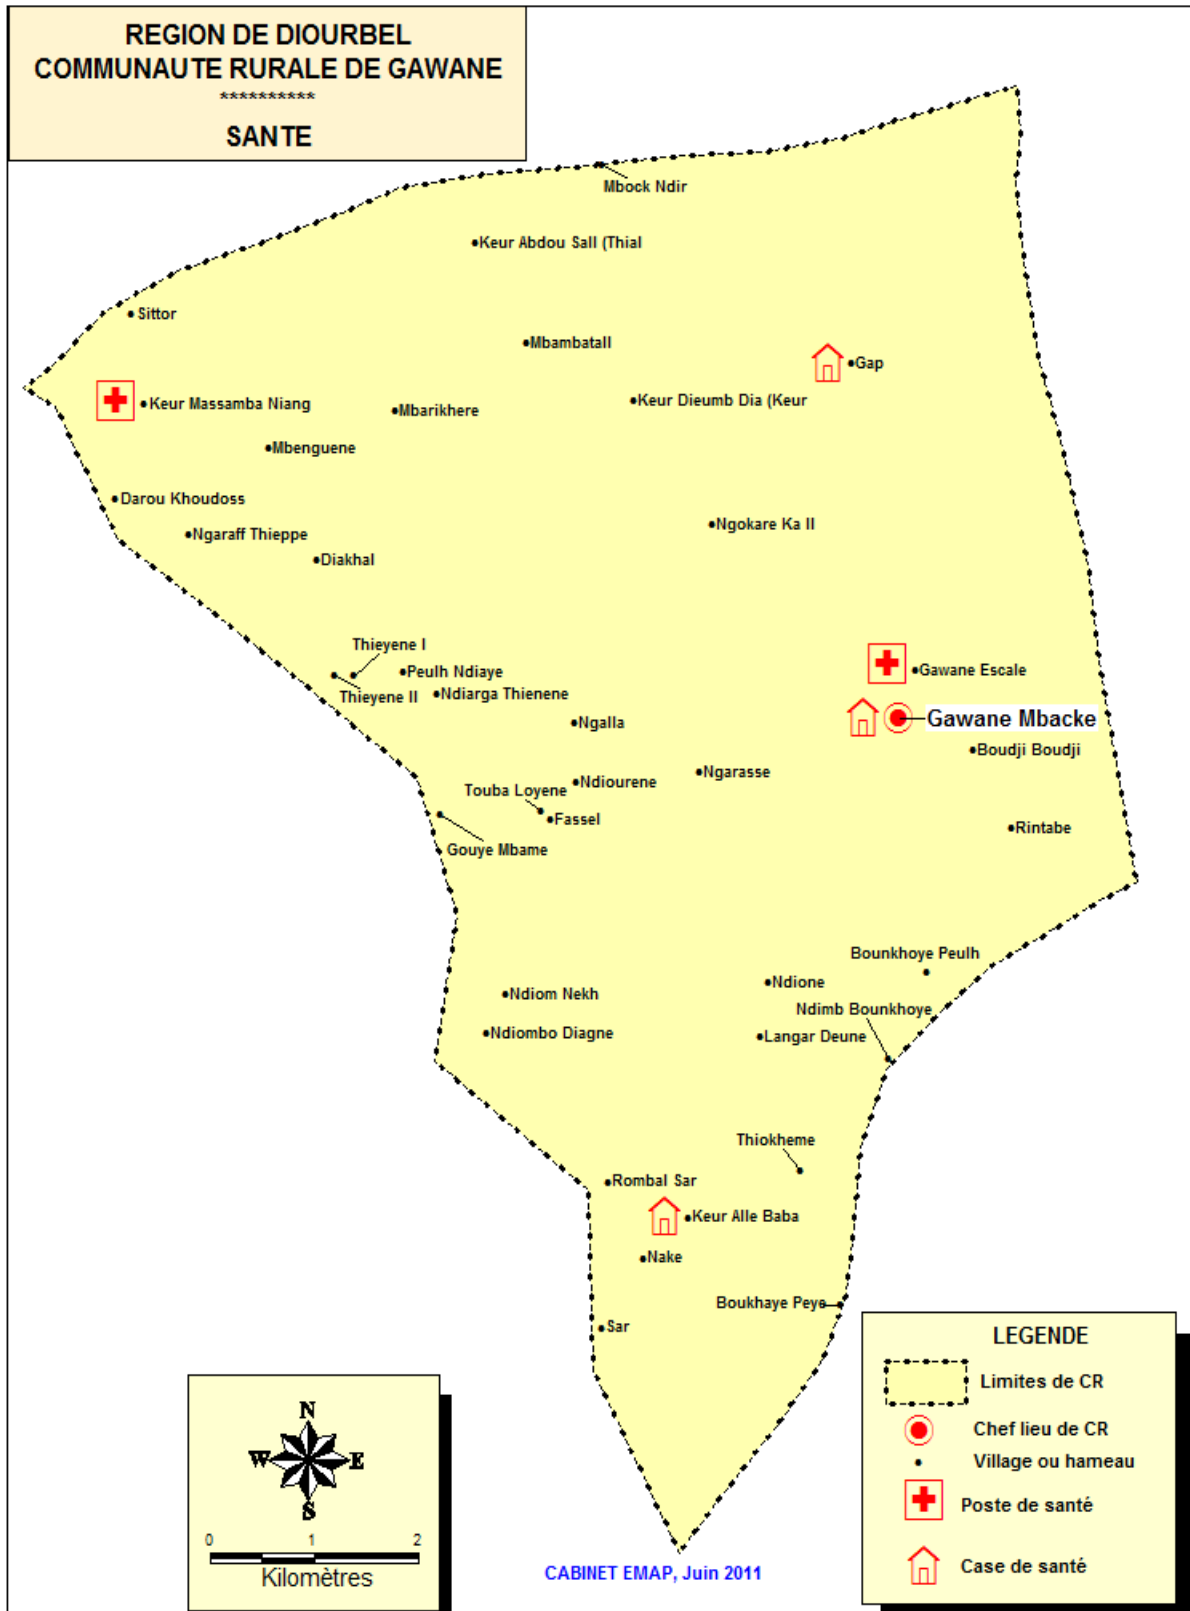 REGION DE DIOURBEL
COMMUNAUTE RURALE DE GAWANE
**********
SANTE
Mbock Ndir
Keur Abdou Sall (Thial
Sittor
Mbambatall
Gap
Keur Massamba Niang
Mbarikhere
Keur Dieumb Dia (Keur
Mbenguene
Darou Khoudoss
Ngaraff Thieppe
Ngokare Ka II
Diakhal
Thieyene I
Peulh Ndiaye
Gawane Escale
Thieyene II
Ndiarga Thienene
Ngalla
Gawane Mbacke
Boudji Boudji
Ngarasse
Ndiourene
Touba Loyene
Fassel
Rintabe
Gouye Mbame
Bounkhoye Peulh
Ndione
Ndiom Nekh
Ndimb Bounkhoye
Ndiombo Diagne
Langar Deune
Thiokheme
Rombal Sar
Keur Alle Baba
Nake
Boukhaye Peye
Sar
LEGENDE
Limites de CR
Chef lieu de CR
Village ou hameau
Poste de santé
Case de santé
N
W E
S
0 1 2
Kilomètres
CABINET EMAP, Juin 2011